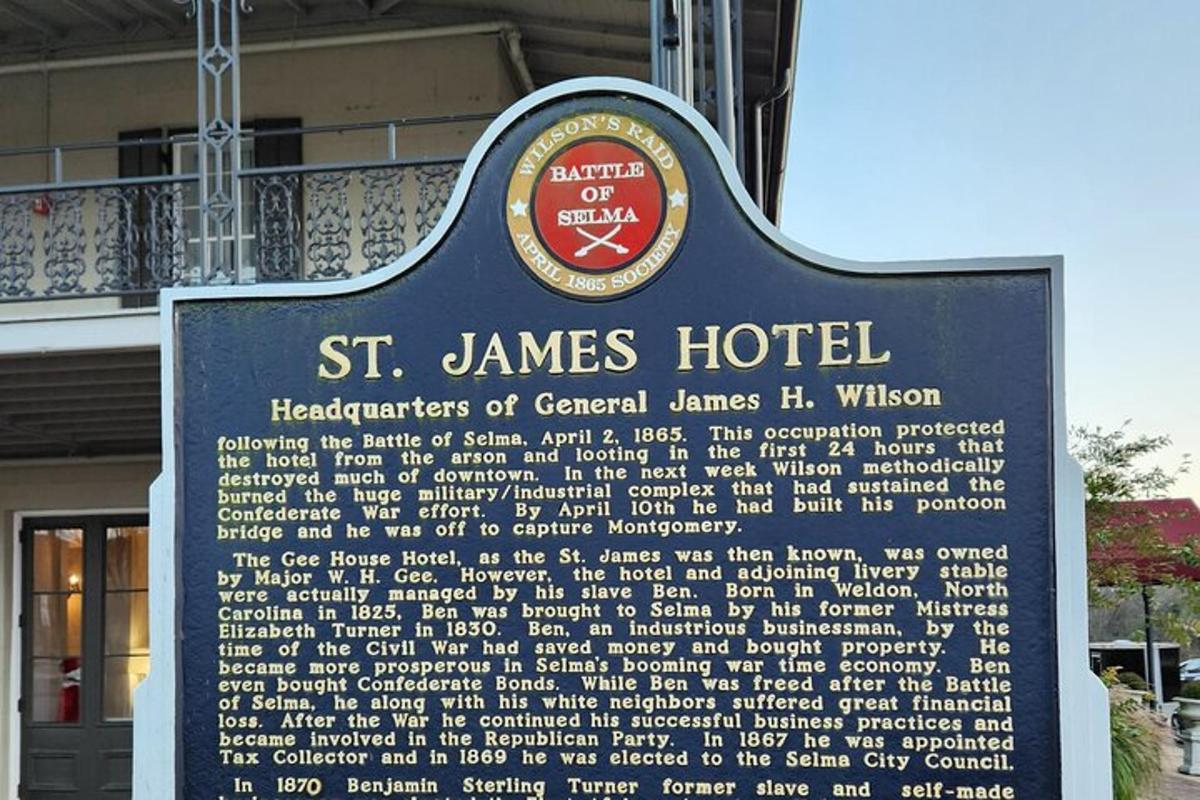 WILSON'S RAID
BATTLE
OF
SELMA
APRIL 1865 SOCIETY
ST. JAMES HOTEL
Headquarters of General James H. Wilson
following the Battle of Selma, April 2, 1865. This occupation protected
the hotel from the arson and looting in the first 24 hours that
destroyed much of downtown. In the next week Wilson methodically
burned the huge military/industrial complex that had sustained the
Confederate War effort. By April 10th he had built his pontoon
bridge and he was off to capture Montgomery.
The Gee House Hotel, as the St. James was then known, was owned
by Major W. H. Gee. However, the hotel and adjoining livery stable
were actually managed by his slave Ben. Born in Weldon, North
Carolina in 1825, Ben was brought to Selma by his former Mistress
Elizabeth Turner in 1830. Ben, an industrious businessman, by the
time of the Civil War had saved money and bought property. He
became more prosperous in Selma's booming war time economy. Ben
even bought Confederate Bonds. While Ben was freed after the Battle
of Selma, he along with his white neighbors suffered great financial
loss. After the War he continued his successful business practices and
became involved in the Republican Party. In 1867 he was appointed
Tax Collector and in 1869 he was elected to the Selma City Council.
In 1870 Benjamin Sterling Turner former slave and self-made